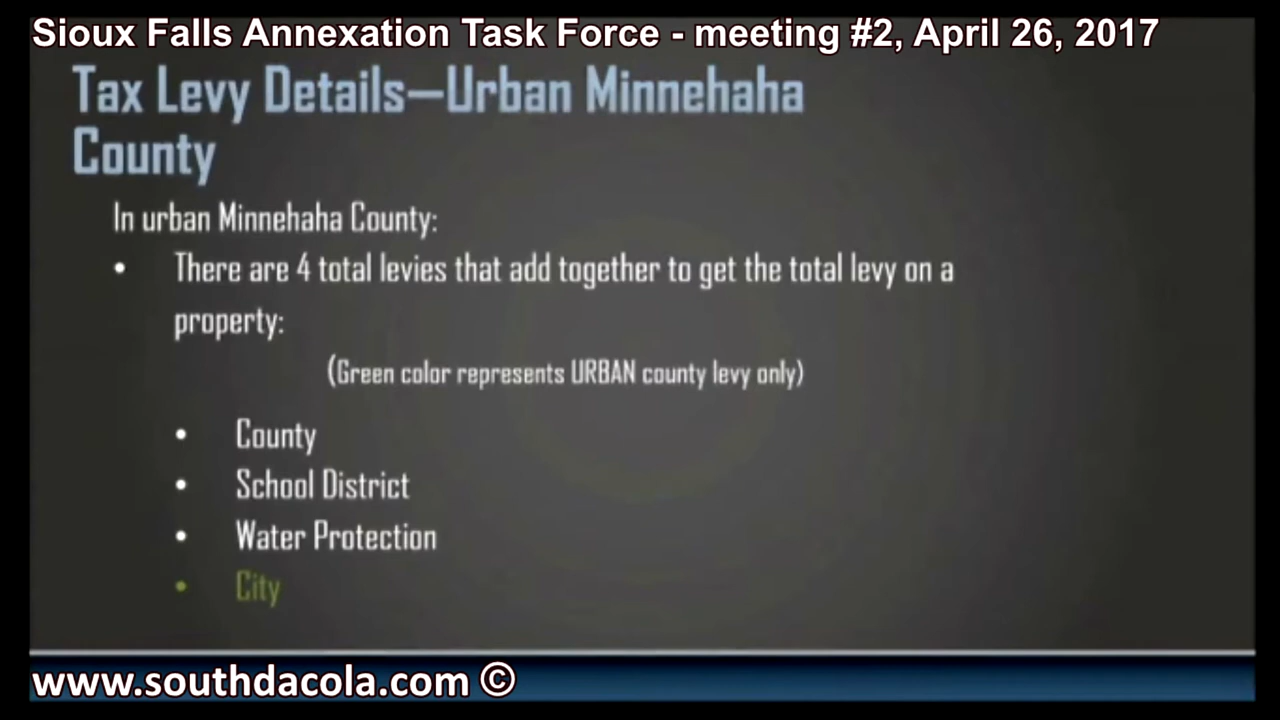 Sioux Falls Annexation Task Force - meeting #2, April 26, 2017
Tax Levy Details—Urban Minnehaha
County
In urban Minnehaha County:
• There are 4 total levies that add together to get the total levy on a
property:
(Green color represents URBAN county levy only)
• County
• School District
• Water Protection
• City
www.southdacola.com ©